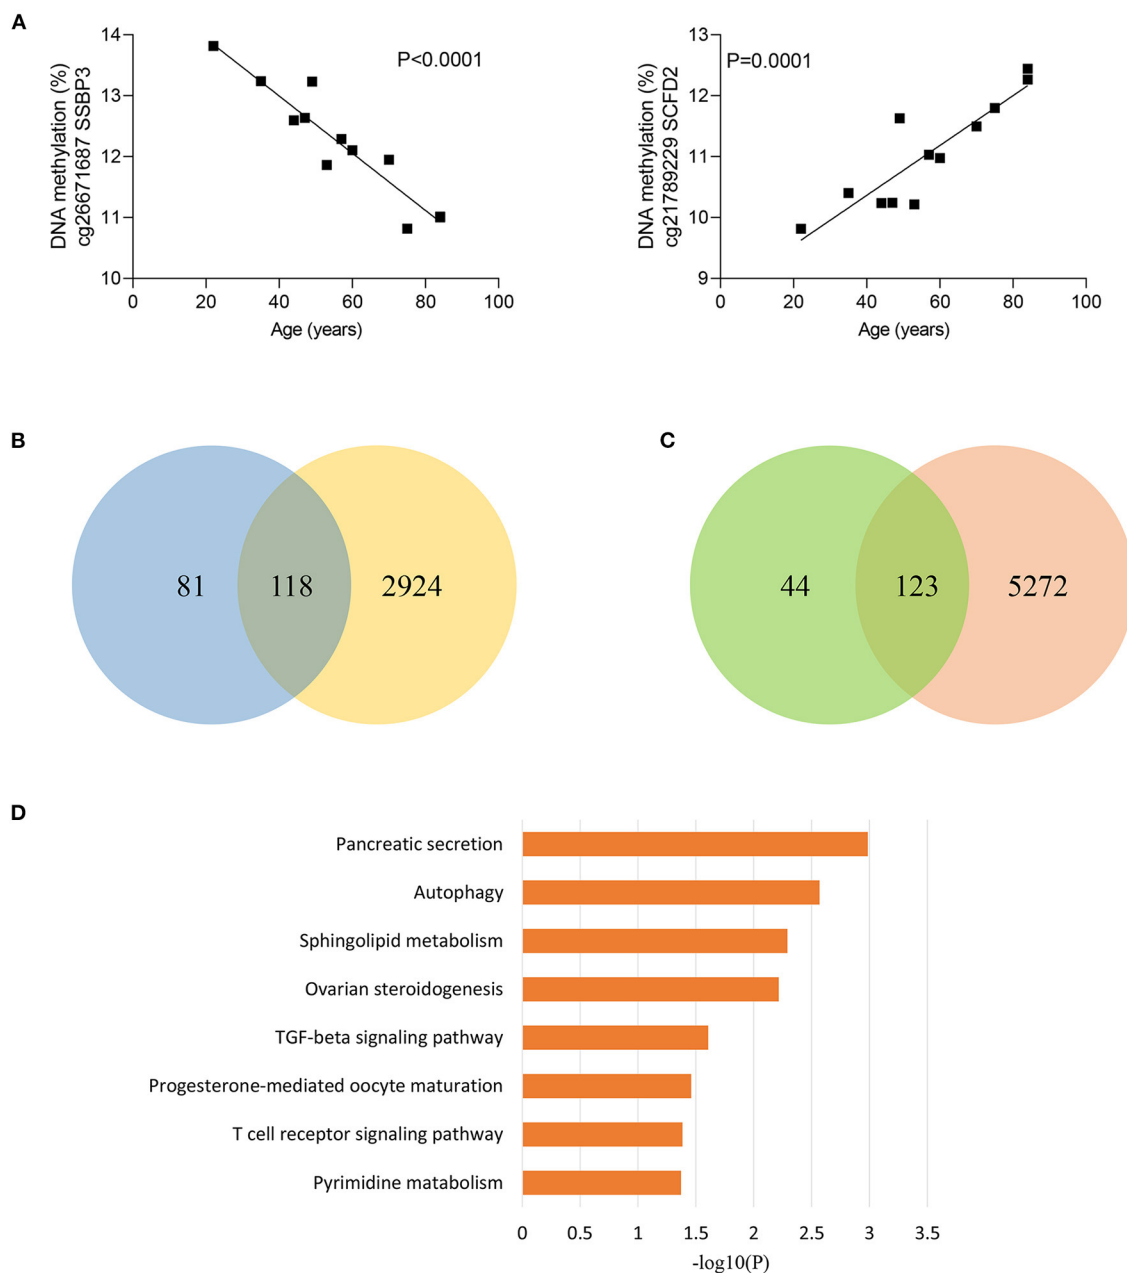 A
DNA methylation (%)
cg26671687 SSBP3
14
13
12
11
10
P<0.0001
0 20 40 60 80 100
Age (years)
DNA methylation (%)
cg21789229 SCFD2
13
12
11
10
9
P=0.0001
0 20 40 60 80 100
Age (years)
B
81 118 2924
C
44 123 5272
D
Pancreatic secretion
Autophagy
Sphingolipid metabolism
Ovarian steroidogenesis
TGF-beta signaling pathway
Progesterone-mediated oocyte maturation
T cell receptor signaling pathway
Pyrimidine matabolism
0 0.5 1 1.5 2 2.5 3 3.5
-log10(P)